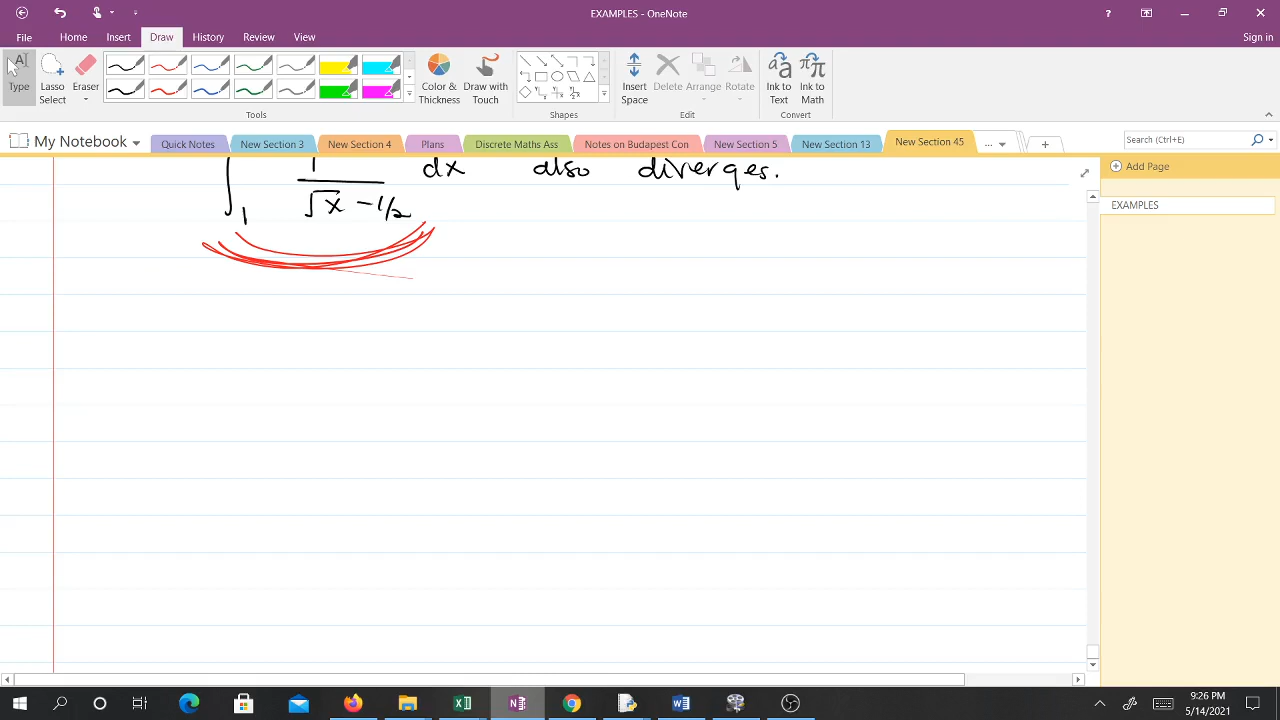 EXAMPLES - OneNote
? Sign in
File Home Insert Draw History Review View
Type Lasso Select Eraser Color & Thickness Draw with Touch Insert Space Delete Arrange Rotate Ink to Text Ink to Math
Tools Shapes Edit Convert
My Notebook Quick Notes New Section 3 New Section 4 Plans Discrete Maths Ass Notes on Budapest Con New Section 5 New Section 13 New Section 45 ... + Search (Ctrl+E)
Add Page
EXAMPLES
∫1 1/(√x - 1/2) dx also diverges.
9:26 PM
5/14/2021